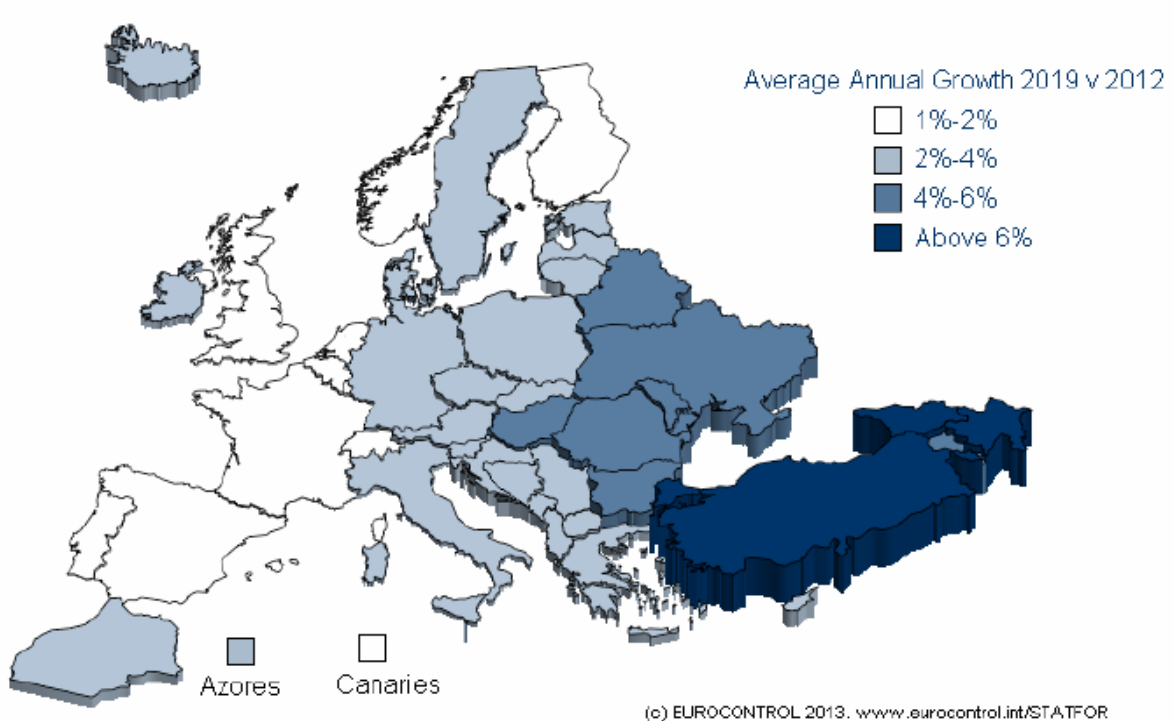 Average Annual Growth 2019 v 2012
1%-2%
2%-4%
4%-6%
Above 6%
Azores
Canaries
(c) EUROCONTROL 2013. www.eurocontrol.int/STATFOR